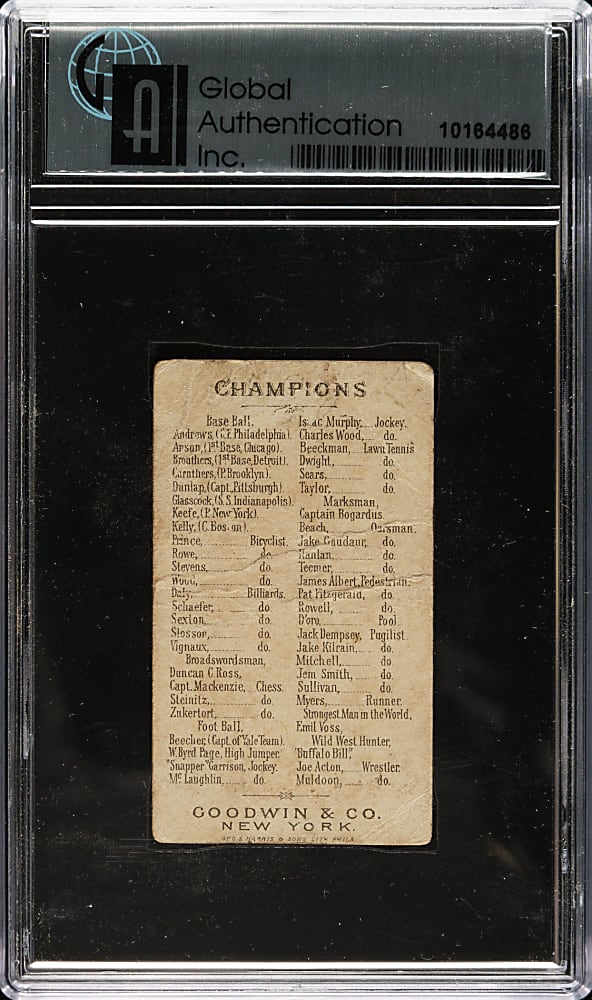 Global
Authentication
Inc.
10164486
CHAMPIONS
Base Ball,
Andrews, (C.F. Philadelphia).
Anson, (1st Base, Chicago).
Brouthers, (1st Base, Detroit).
Caruthers, (P. Brooklyn).
Dunlap, (Capt. Pittsburgh).
Glasscock, (S.S. Indianapolis).
Keefe, (P. New York).
Kelly, (C. Boston).
Prince, Bicyclist.
Rowe, do.
Stevens, do.
Wood, do.
Daly, Billiards.
Schaefer, do.
Sexton, do.
Slosson, do.
Vignaux, do.
Broadswordsman,
Duncan C. Ross,
Capt. Mackenzie, Chess.
Steinitz, do.
Zukertort, do.
Foot Ball,
Beecher, (Capt. of Yale Team).
W. Byrd Page, High Jumper.
"Snapper" Garrison, Jockey.
Mc Laughlin, do.
Isaac Murphy, Jockey.
Charles Wood, do.
Beeckman, Lawn Tennis
Dwight, do.
Sears, do.
Taylor, do.
Marksman,
Captain Bogardus.
Beach, Oarsman.
Jake Gaudaur, do.
Hanlan, do.
Teemer, do.
James Albert, Pedestrian.
Pat Fitzgerald, do.
Rowell, do.
D'oro, Pool
Jack Dempsey, Pugilist.
Jake Kilrain, do.
Mitchell, do.
Jem Smith, do.
Sullivan, do.
Myers, Runner.
Strongest Man in the World,
Emil Voss,
Wild West Hunter,
"Buffalo Bill."
Joe Acton, Wrestler.
Muldoon, do.
GOODWIN & CO.
NEW YORK.
GEO. S. HARRIS & SONS LITH PHILA.